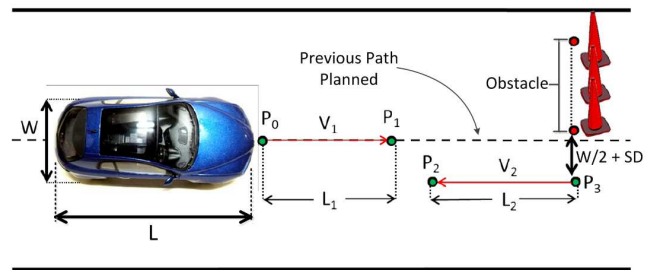 Previous Path
Planned
Obstacle
W
P₀
V₁
P₁
W/2 + SD
P₂
V₂
P₃
L₁
L₂
L